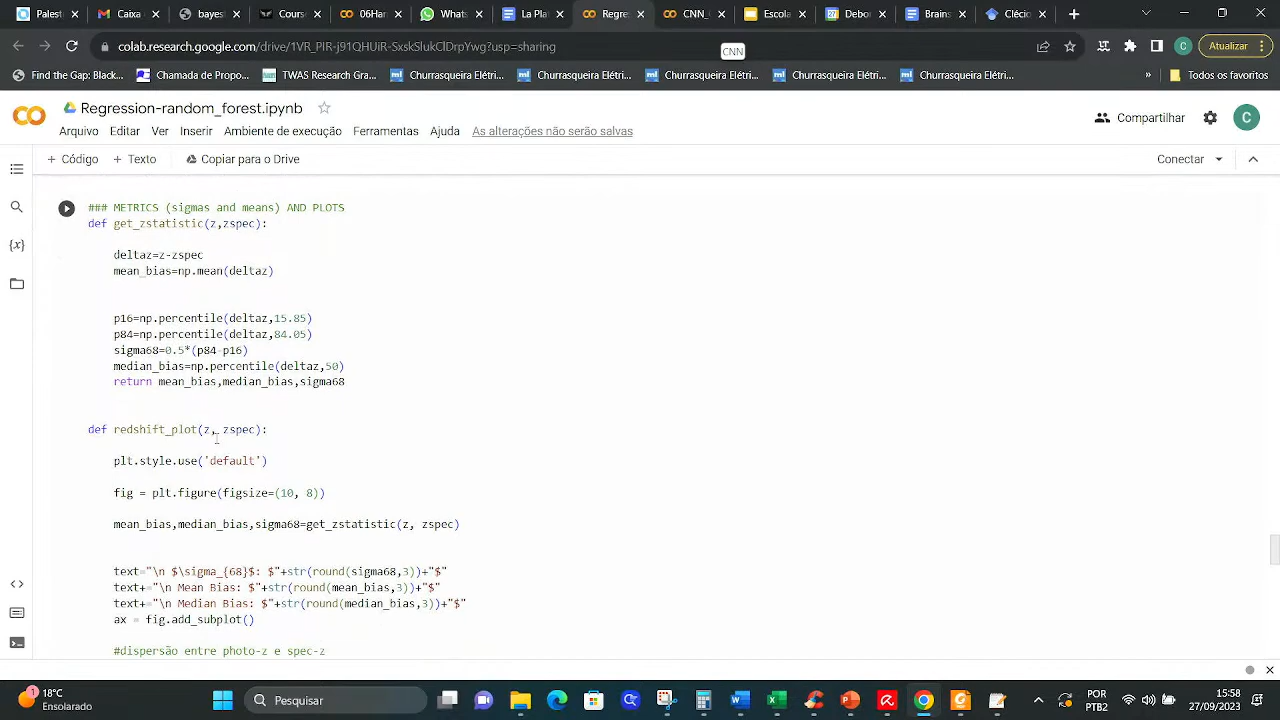 Palest
Caixa
bayes
Cours
06Har
Whats
La Pla
Regre
CNN_
Escola
Debor
Brains
Clécio
colab.research.google.com/drive/1VR_PIR-j91QHUiR-SxskSlukClDrpYwg?usp=sharing
CNN
C
Atualizar
Find the Gap: Black...
Chamada de Propo...
TWAS Research Gra...
Churrasqueira Elétri...
Churrasqueira Elétri...
Churrasqueira Elétri...
Churrasqueira Elétri...
Churrasqueira Elétri...
»
Todos os favoritos
Regression-random_forest.ipynb
Arquivo Editar Ver Inserir Ambiente de execução Ferramentas Ajuda As alterações não serão salvas
Compartilhar
C
+ Código + Texto Copiar para o Drive
Conectar
### METRICS (sigmas and means) AND PLOTS
def get_zstatistic(z,zspec):
deltaz=z-zspec
mean_bias=np.mean(deltaz)
p16=np.percentile(deltaz,15.85)
p84=np.percentile(deltaz,84.05)
sigma68=0.5*(p84-p16)
median_bias=np.percentile(deltaz,50)
return mean_bias,median_bias,sigma68
def redshift_plot(z, zspec):
plt.style.use('default')
fig = plt.figure(figsize=(10, 8))
mean_bias,median_bias,sigma68=get_zstatistic(z, zspec)
text="\n $\sigma_{68}$: $"+str(round(sigma68,3))+"$"
text+="\n Mean Bias: $"+str(round(mean_bias,3))+"$"
text+="\n Median Bias: $"+str(round(median_bias,3))+"$"
ax = fig.add_subplot()
#dispersão entre photo-z e spec-z
1
18°C
Ensolarado
Pesquisar
POR
PTB2
15:58
27/09/2023